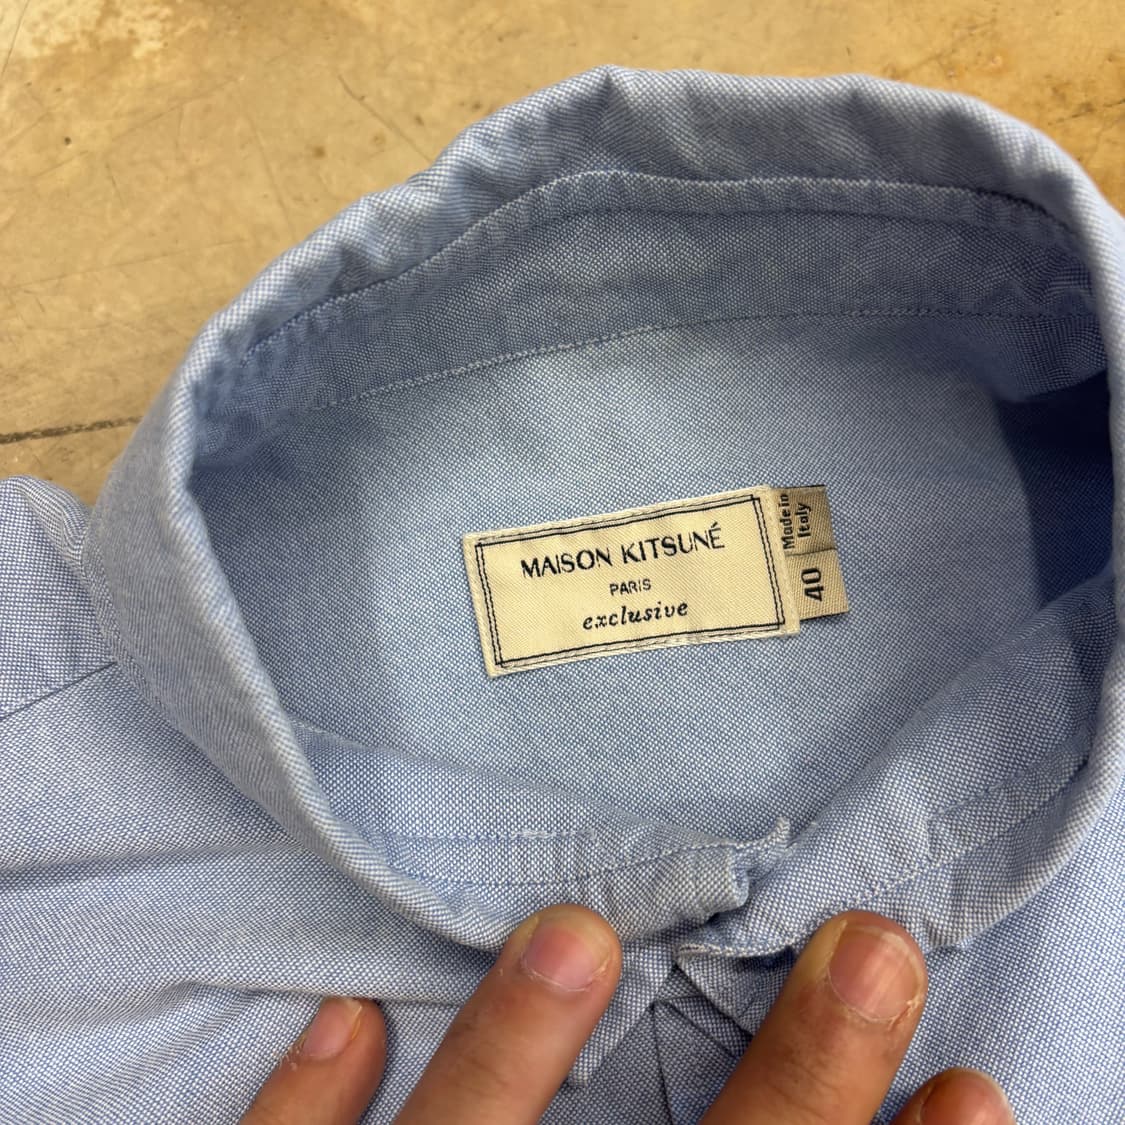 MAISON KITSUNÉ
PARIS
exclusive
Made in
Italy
40